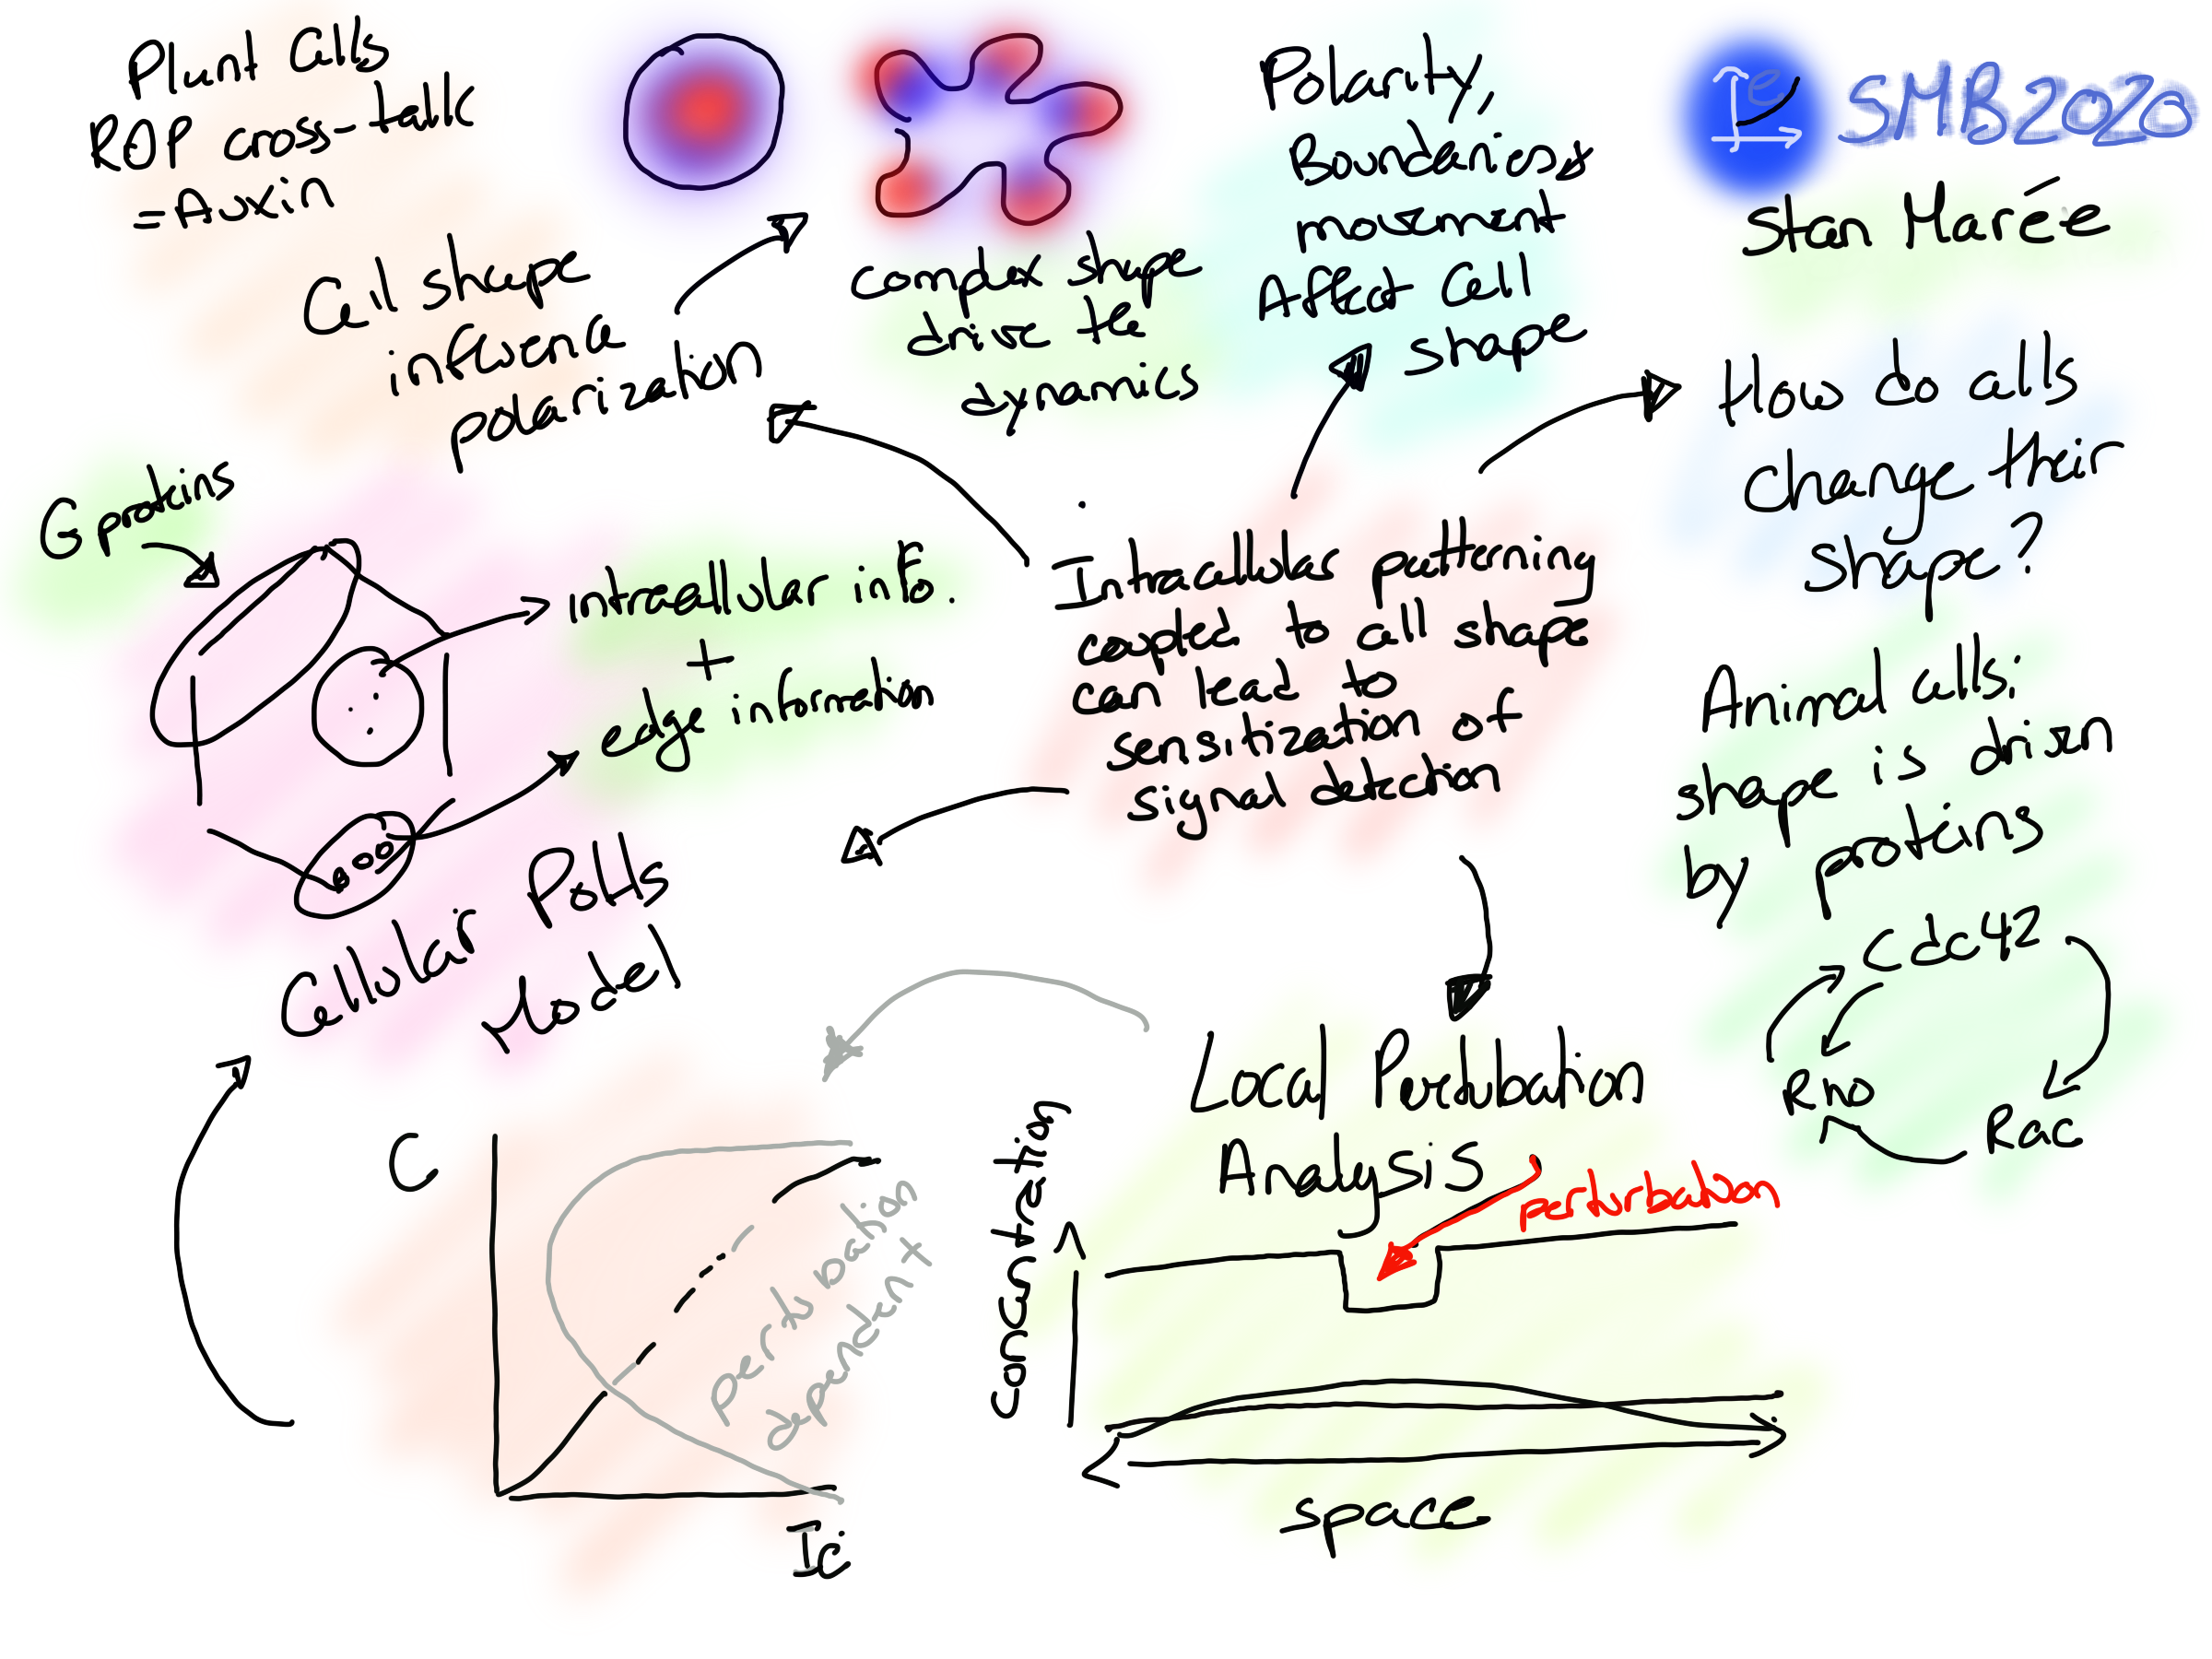 Plant Cells
ROP cross-talk
=Auxin
Cell shape
influence
polarization
complex shape
drive the
dynamics
Polarity,
Boundaries &
movement
Affect Cell
shape
e
SMB2020
Stan Marée
How do cells
change their
shape?
G proteins
intracellular info.
+
edge information
Cellular Potts
Model
Intracellular patterning
coupled to cell shape
can lead to
sensitization of
signal detection
Animal cells:
shape is driven
by proteins
Cdc42
Rho
Rac
Local Pertubation
Analysis
perturbation
concentration
space
C
pertubation
dependent